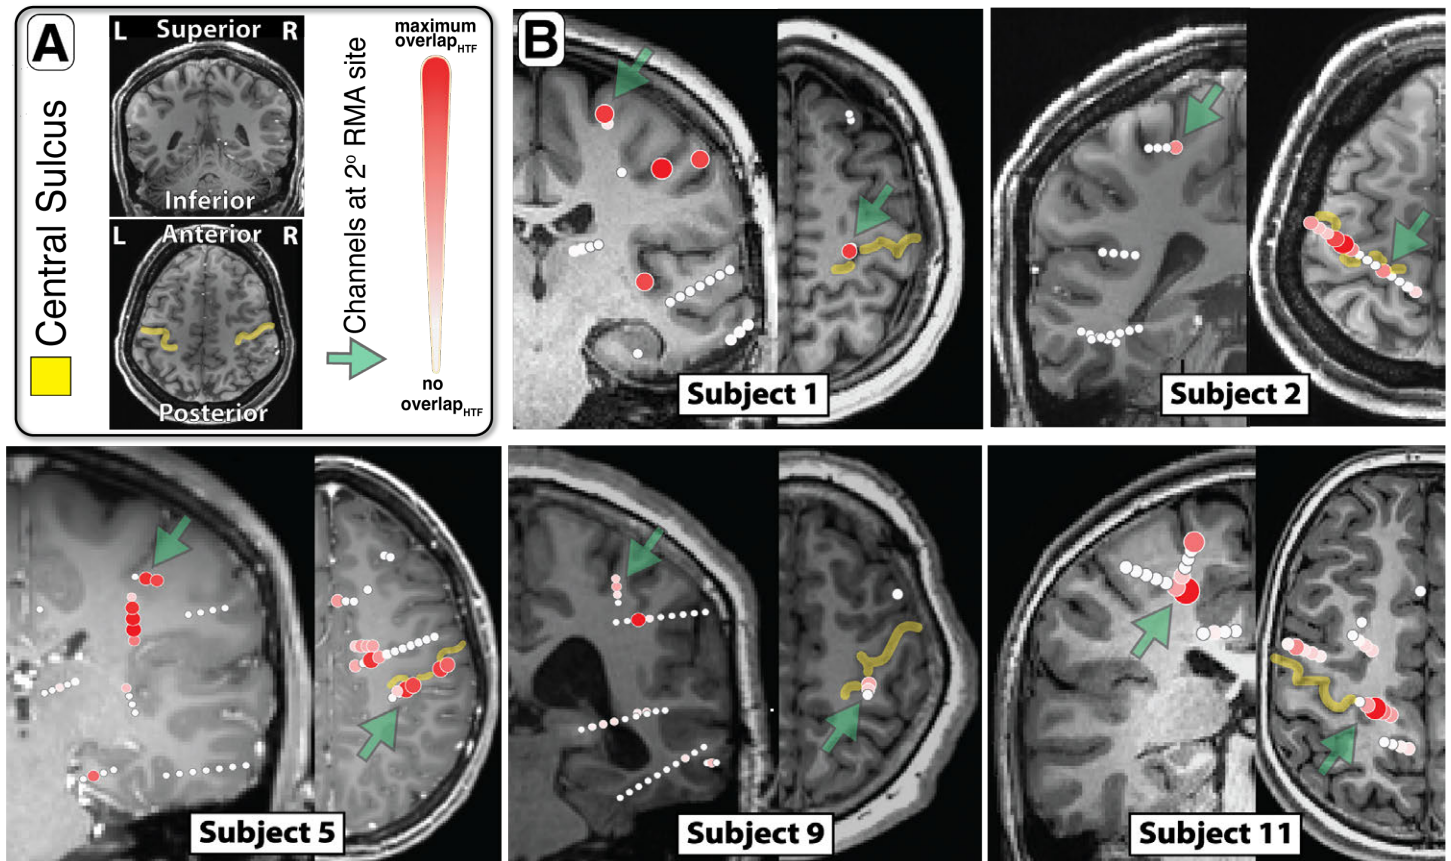 A
L Superior R
Inferior
L Anterior R
Posterior
Central Sulcus
Channels at 2º RMA site
maximum
overlapHTF
no
overlapHTF
B
Subject 1
Subject 2
Subject 5
Subject 9
Subject 11